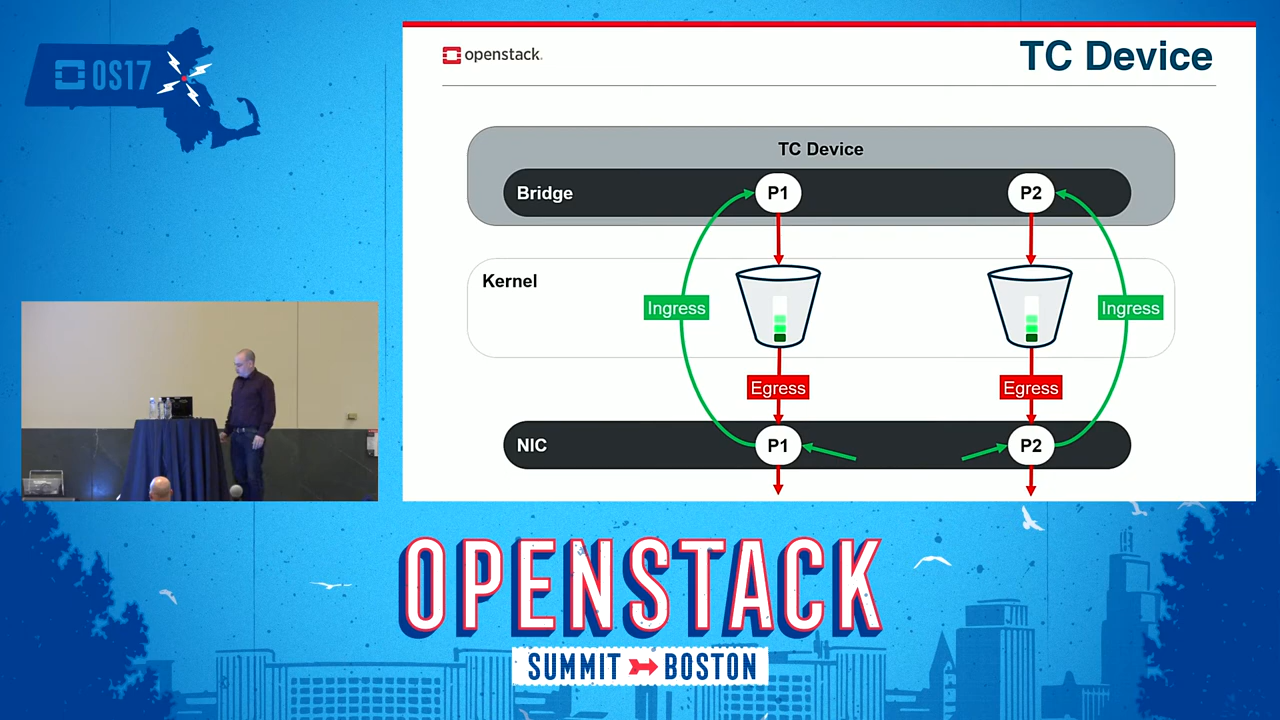 OS17
openstack.
TC Device
TC Device
Bridge
P1
P2
Kernel
Ingress
Ingress
Egress
Egress
NIC
P1
P2
OPENSTACK
SUMMIT
BOSTON